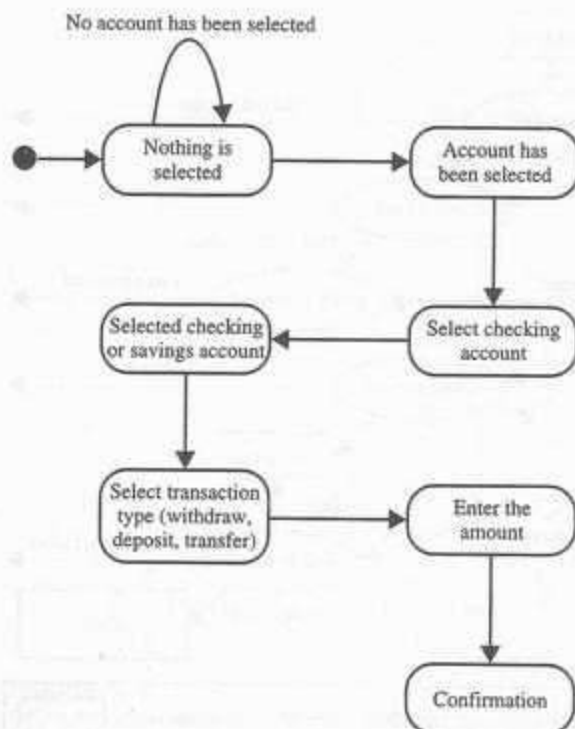 No account has been selected
Nothing is
selected
Account has
been selected
Selected checking
or savings account
Select checking
account
Select transaction
type (withdraw,
deposit, transfer)
Enter the
amount
Confirmation